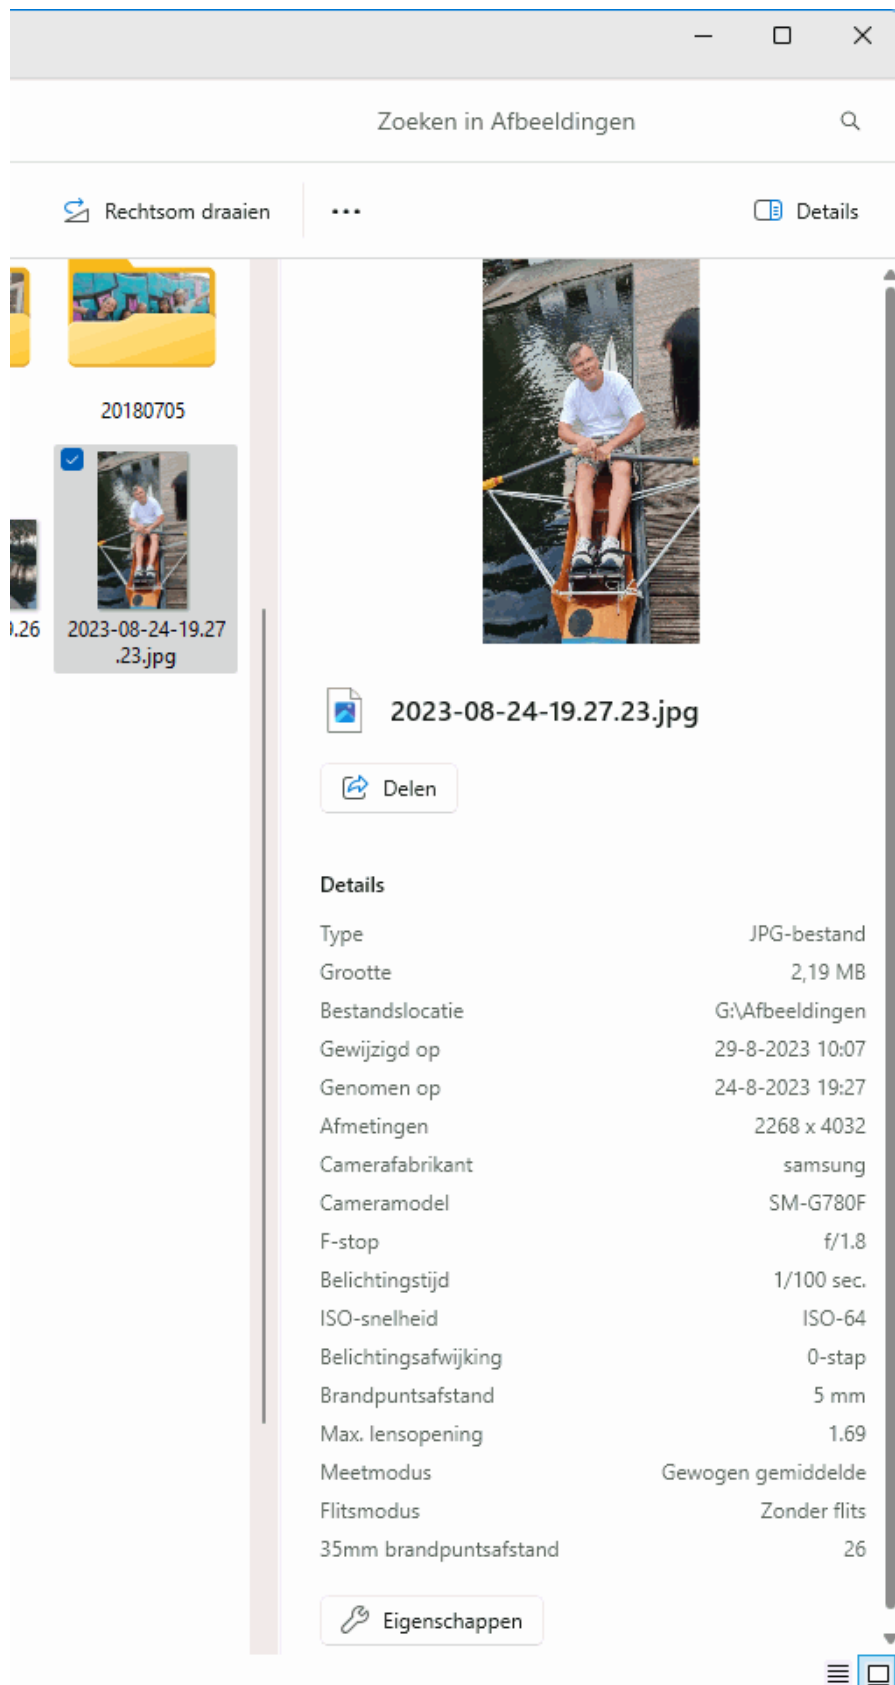 Zoeken in Afbeeldingen
Rechtsom draaien
Details
20180705
.26
2023-08-24-19.27
.23.jpg
2023-08-24-19.27.23.jpg
Delen
Details
Type JPG-bestand
Grootte 2,19 MB
Bestandslocatie G:\Afbeeldingen
Gewijzigd op 29-8-2023 10:07
Genomen op 24-8-2023 19:27
Afmetingen 2268 x 4032
Camerafabrikant samsung
Cameramodel SM-G780F
F-stop f/1.8
Belichtingstijd 1/100 sec.
ISO-snelheid ISO-64
Belichtingsafwijking 0-stap
Brandpuntsafstand 5 mm
Max. lensopening 1.69
Meetmodus Gewogen gemiddelde
Flitsmodus Zonder flits
35mm brandpuntsafstand 26
Eigenschappen